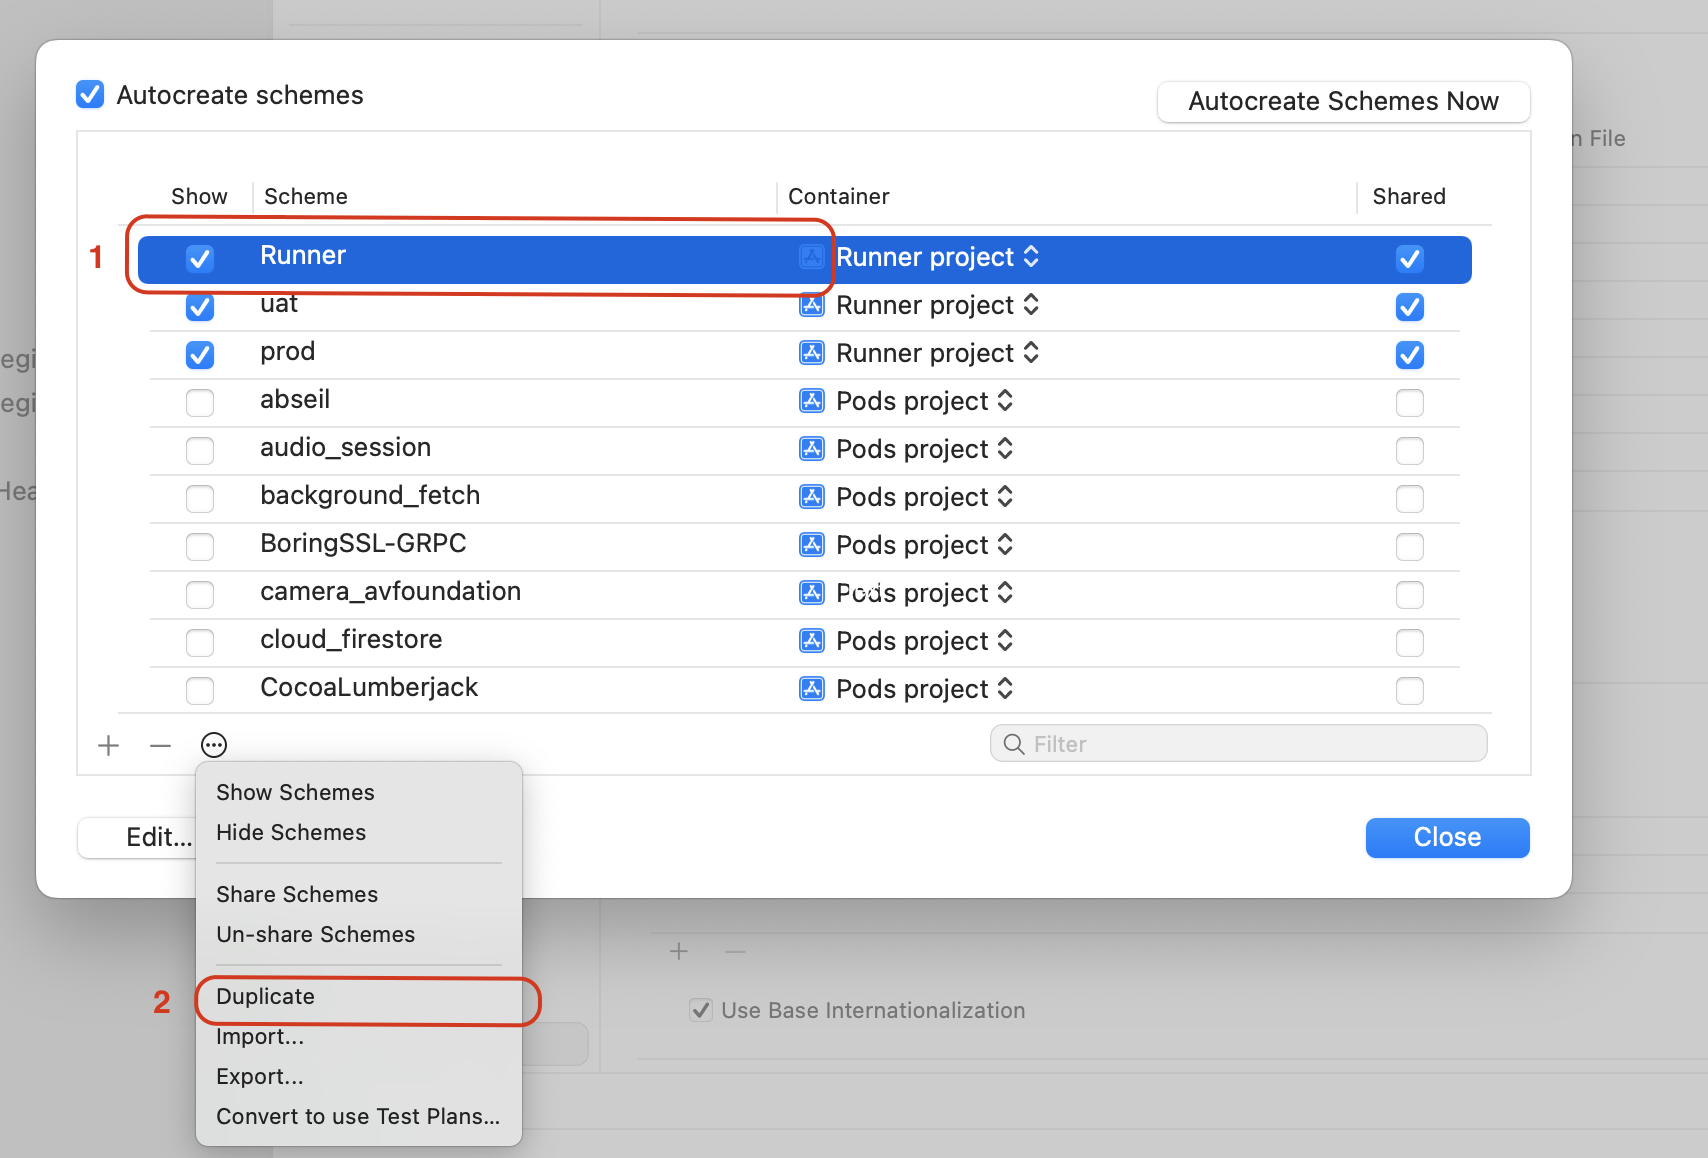 Autocreate schemes
Autocreate Schemes Now
n File
Show Scheme Container Shared
1
Runner Runner project
uat Runner project
prod Runner project
egi
abseil Pods project
egi
audio_session Pods project
Hea
background_fetch Pods project
BoringSSL-GRPC Pods project
camera_avfoundation Pods project
cloud_firestore Pods project
CocoaLumberjack Pods project
Filter
Show Schemes
Hide Schemes
Edit...
Close
Share Schemes
Un-share Schemes
2
Duplicate
Use Base Internationalization
Import...
Export...
Convert to use Test Plans...